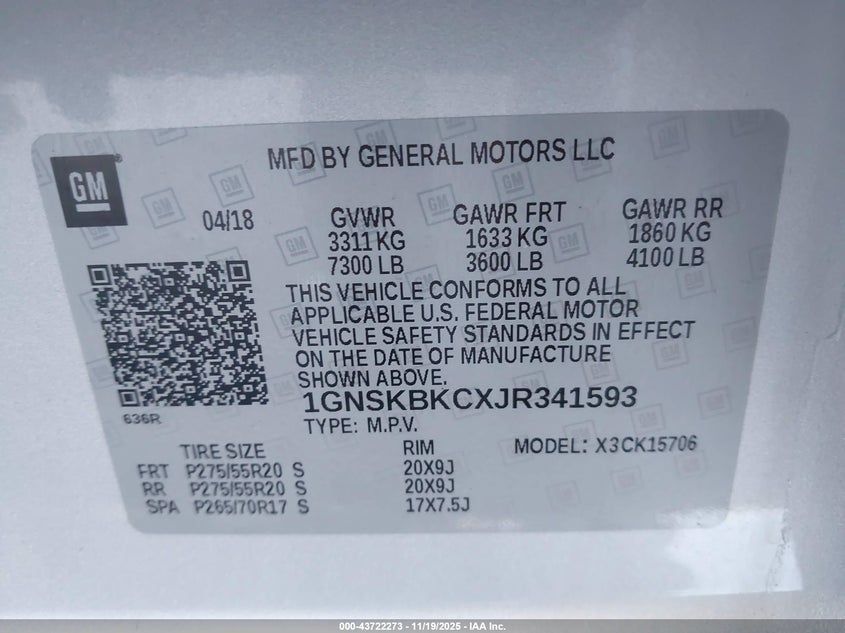 GM
MFD BY GENERAL MOTORS LLC
04/18
GVWR GAWR FRT GAWR RR
3311 KG 1633 KG 1860 KG
7300 LB 3600 LB 4100 LB
THIS VEHICLE CONFORMS TO ALL
APPLICABLE U.S. FEDERAL MOTOR
VEHICLE SAFETY STANDARDS IN EFFECT
ON THE DATE OF MANUFACTURE
SHOWN ABOVE.
1GNSKBKCXJR341593
636R
TYPE: M.P.V.
TIRE SIZE RIM MODEL: X3CK15706
FRT P275/55R20 S 20X9J
RR P275/55R20 S 20X9J
SPA P265/70R17 S 17X7.5J
000-43722273 - 11/19/2025 - IAA Inc.